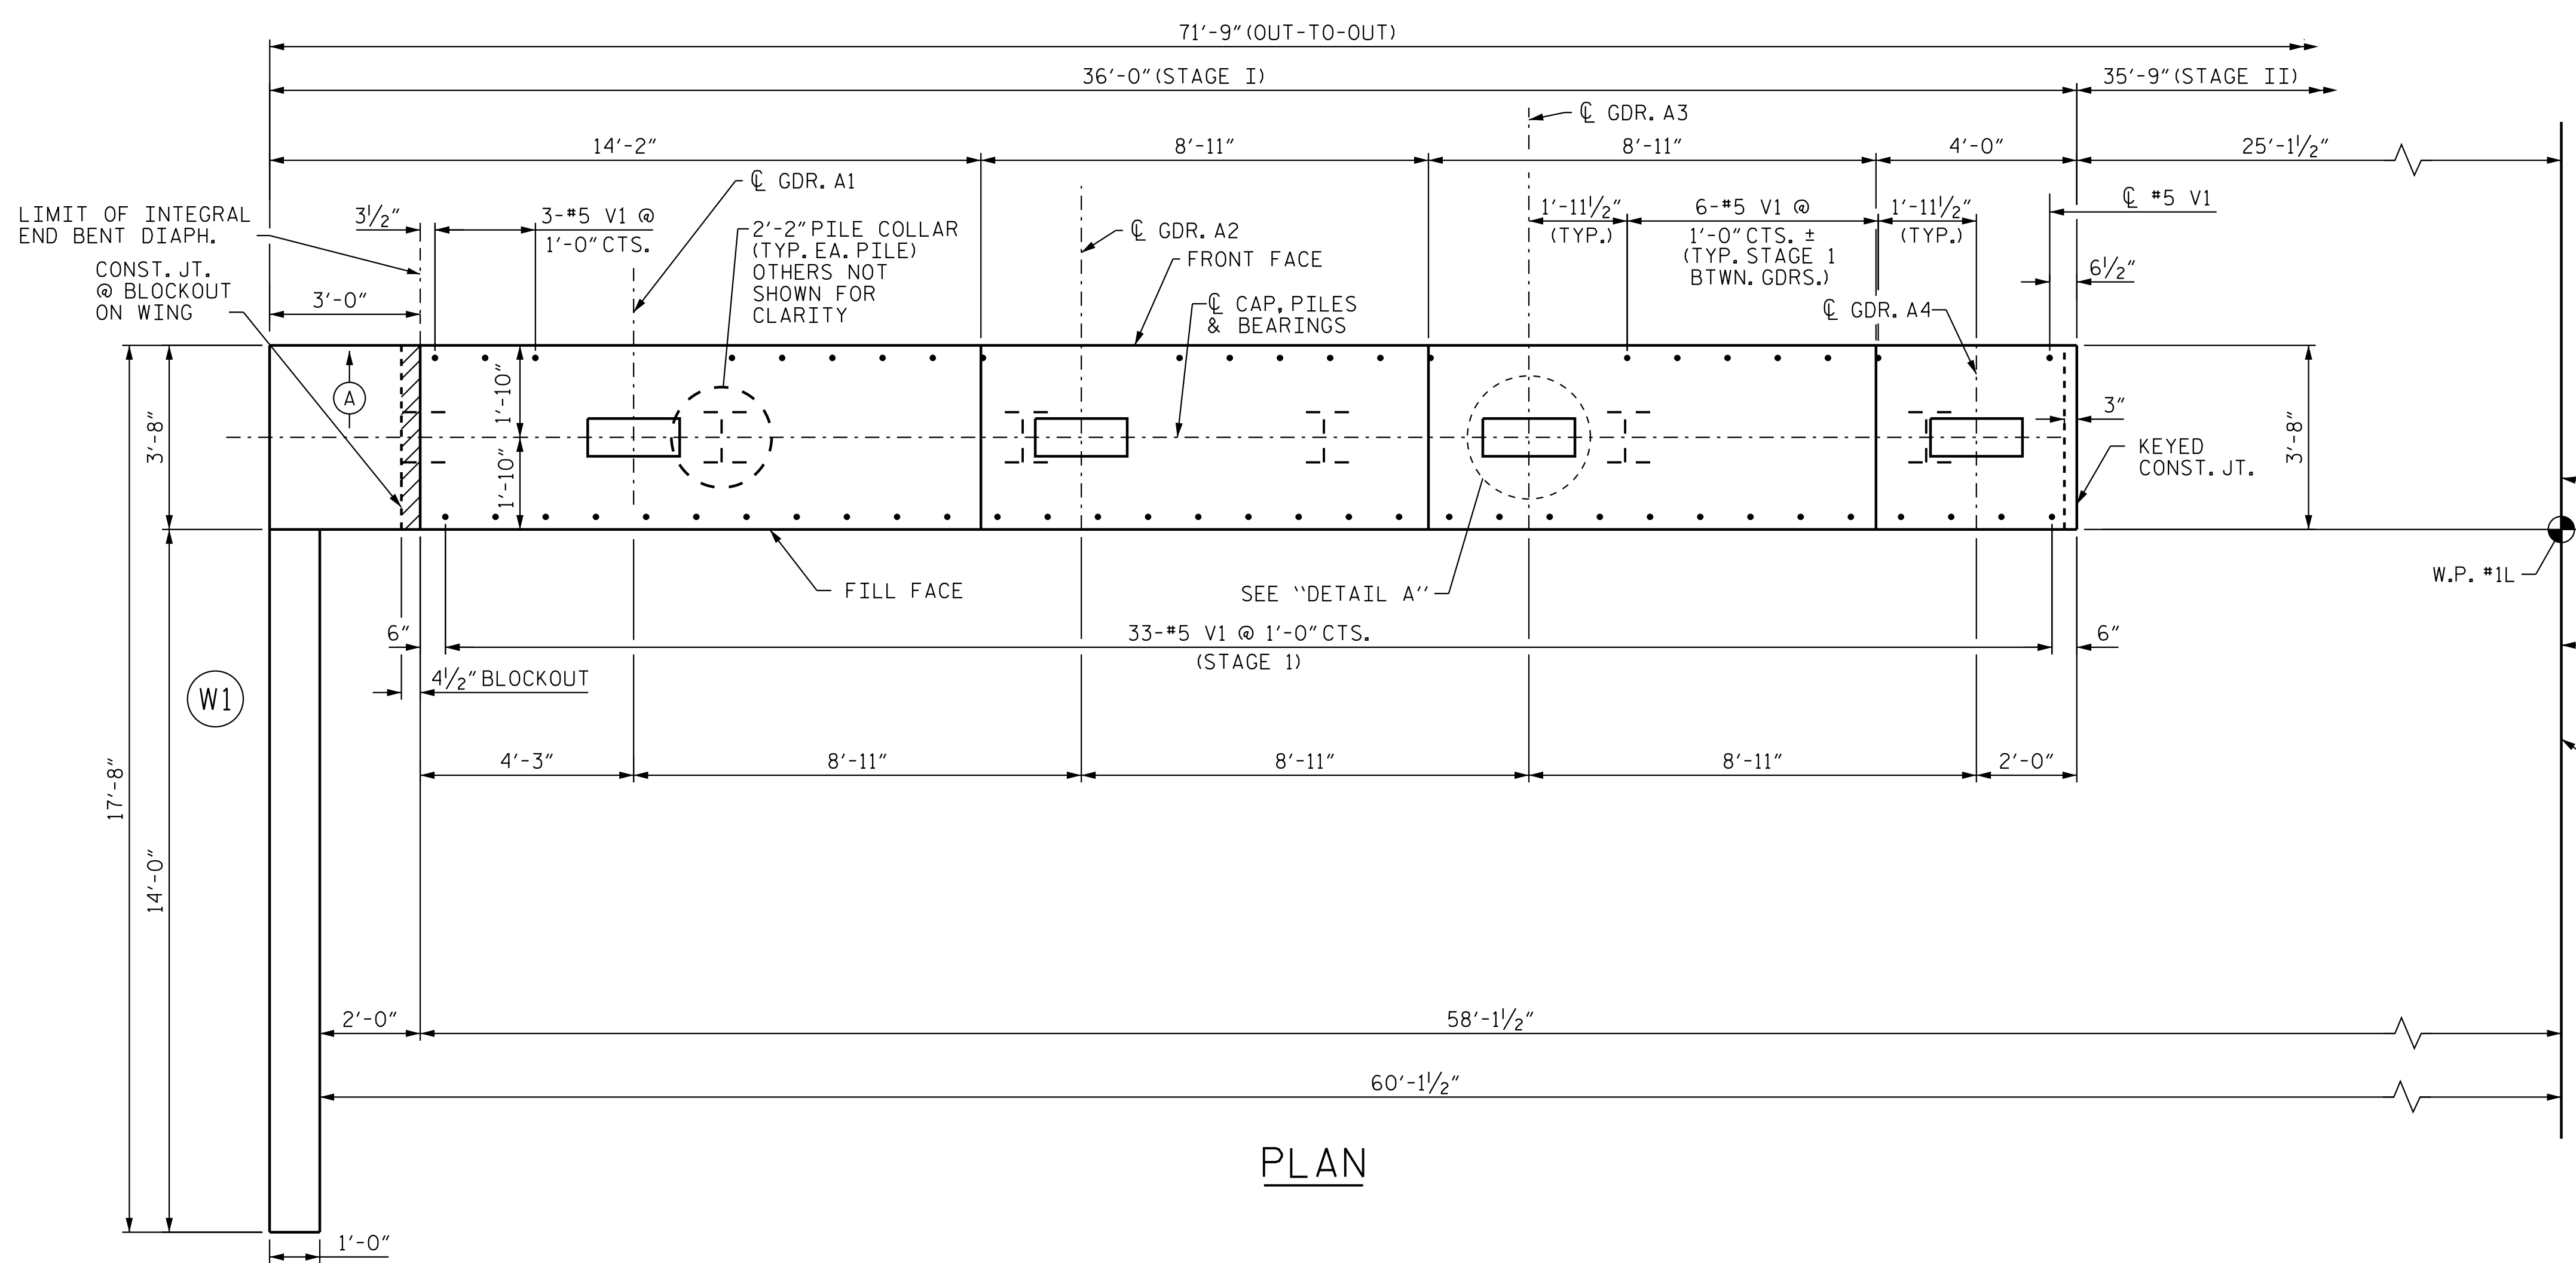 71'-9" (OUT-TO-OUT)
36'-0" (STAGE I)
35'-9" (STAGE II)
℄ GDR. A3
14'-2"
8'-11"
8'-11"
4'-0"
25'-1½"
℄ GDR. A1
LIMIT OF INTEGRAL
END BENT DIAPH.
3½"
3-#5 V1 @
1'-0" CTS.
2'-2" PILE COLLAR
(TYP. EA. PILE)
OTHERS NOT
SHOWN FOR
CLARITY
℄ GDR. A2
FRONT FACE
1'-11½"
(TYP.)
6-#5 V1 @
1'-0" CTS. ±
(TYP. STAGE 1
BTWN. GDRS.)
1'-11½"
(TYP.)
℄ #5 V1
6½"
CONST. JT.
@ BLOCKOUT
ON WING
3'-0"
℄ CAP, PILES
& BEARINGS
℄ GDR. A4
A
3'-8"
1'-10"
1'-10"
3"
3'-8"
KEYED
CONST. JT.
FILL FACE
SEE "DETAIL A"
W.P. #1L
6"
33-#5 V1 @ 1'-0" CTS.
(STAGE 1)
6"
4½" BLOCKOUT
W1
4'-3"
8'-11"
8'-11"
8'-11"
2'-0"
17'-8"
14'-0"
2'-0"
58'-1½"
60'-1½"
PLAN
1'-0"